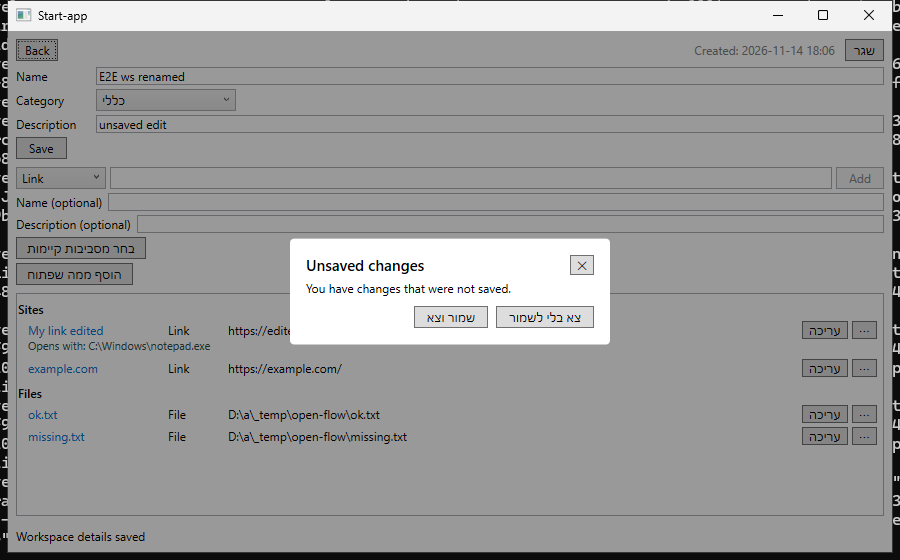 Start-app
Back Created: 2026-11-14 18:06 שגר
Name E2E ws renamed
Category כללי
Description unsaved edit
Save
Link Add
Name (optional)
Description (optional)
בחר מסביבות קיימות
הוסף ממה שפתוח
Unsaved changes
You have changes that were not saved.
שמור וצא צא בלי לשמור
Sites
My link edited Link https://edite עריכה ...
Opens with: C:\Windows\notepad.exe
example.com Link https://example.com/ עריכה ...
Files
ok.txt File D:\a\_temp\open-flow\ok.txt עריכה ...
missing.txt File D:\a\_temp\open-flow\missing.txt עריכה ...
Workspace details saved